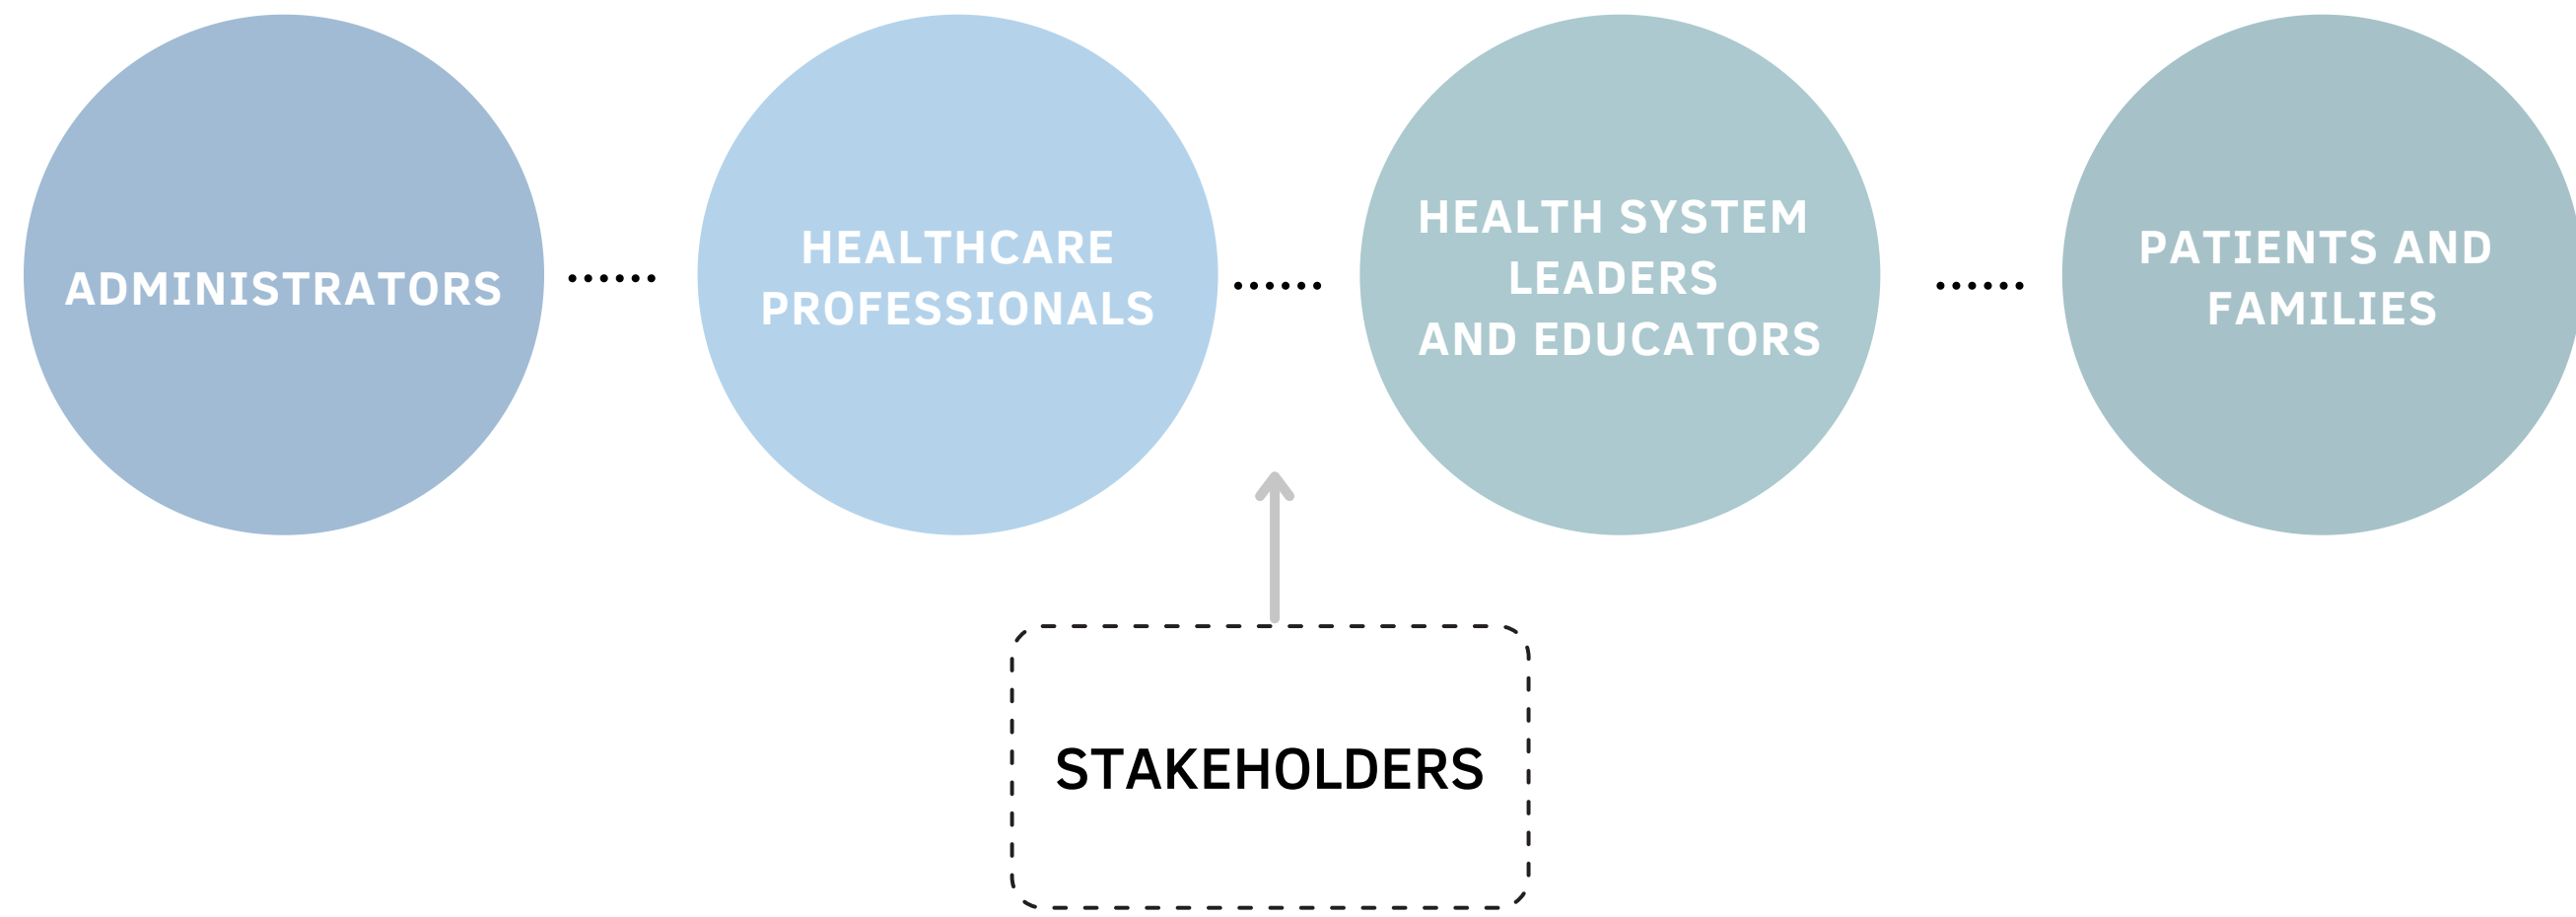 ADMINISTRATORS
HEALTHCARE
PROFESSIONALS
HEALTH SYSTEM
LEADERS
AND EDUCATORS
PATIENTS AND
FAMILIES
STAKEHOLDERS